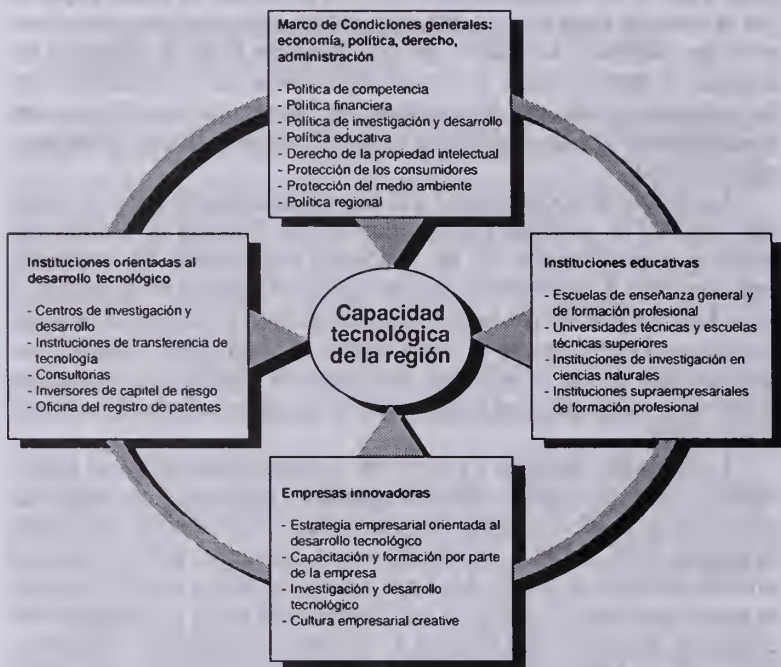 Marco de Condiciones generales:
economía, política, derecho,
administración
- Política de competencia
- Política financiera
- Política de investigación y desarrollo
- Política educativa
- Derecho de la propiedad intelectual
- Protección de los consumidores
- Protección del medio ambiente
- Política regional
Instituciones orientadas al
desarrollo tecnológico
- Centros de investigación y
desarrollo
- Instituciones de transferencia de
tecnología
- Consultorias
- Inversores de capitel de riesgo
- Oficina del registro de patentes
Capacidad
tecnológica
de la región
Instituciones educativas
- Escuelas de enseñanza general y
de formación profesional
- Universidades técnicas y escuelas
técnicas superiores
- Instituciones de investigación en
ciencias naturales
- Instituciones supraempresariales
de formación profesional
Empresas innovadoras
- Estrategía empresarial orientada al
desarrollo tecnológico
- Capacitación y formación por parte
de la empresa
- Investigación y desarrollo
tecnológico
- Cultura empresarial creative